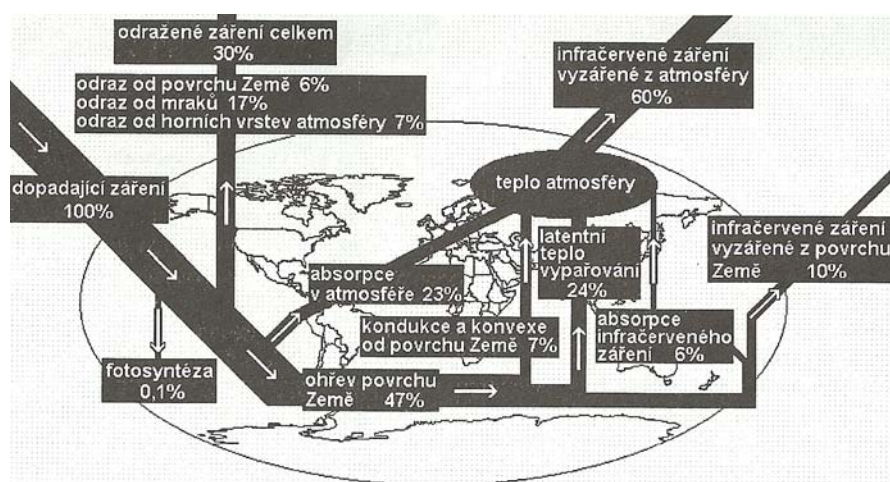 odražené záření celkem
30%
odraz od povrchu Země 6%
odraz od mraků 17%
odraz od horních vrstev atmosféry 7%
infračervené záření
vyzářené z atmosféry
60%
dopadající záření
100%
teplo atmosféry
absorpce
v atmosféře 23%
latentní
teplo
vypařování
24%
infračervené záření
vyzářené z povrchu
Země 10%
kondukce a konvexe
od povrchu Země 7%
absorpce
infračerveného
záření 6%
fotosyntéza
0,1%
ohřev povrchu
Země 47%